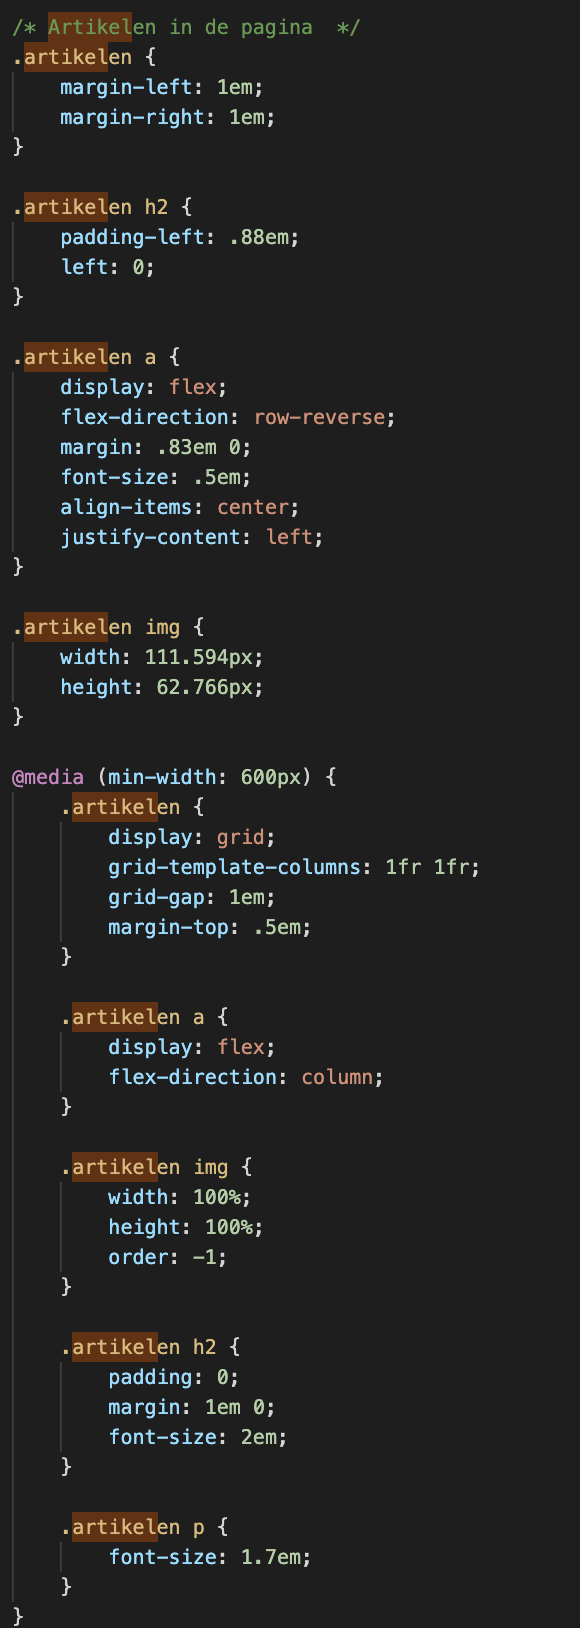 /* Artikelen in de pagina  */
.artikelen {
    margin-left: 1em;
    margin-right: 1em;
}

.artikelen h2 {
    padding-left: .88em;
    left: 0;
}

.artikelen a {
    display: flex;
    flex-direction: row-reverse;
    margin: .83em 0;
    font-size: .5em;
    align-items: center;
    justify-content: left;
}

.artikelen img {
    width: 111.594px;
    height: 62.766px;
}

@media (min-width: 600px) {
    .artikelen {
        display: grid;
        grid-template-columns: 1fr 1fr;
        grid-gap: 1em;
        margin-top: .5em;
    }

    .artikelen a {
        display: flex;
        flex-direction: column;
    }

    .artikelen img {
        width: 100%;
        height: 100%;
        order: -1;
    }

    .artikelen h2 {
        padding: 0;
        margin: 1em 0;
        font-size: 2em;
    }

    .artikelen p {
        font-size: 1.7em;
    }
}